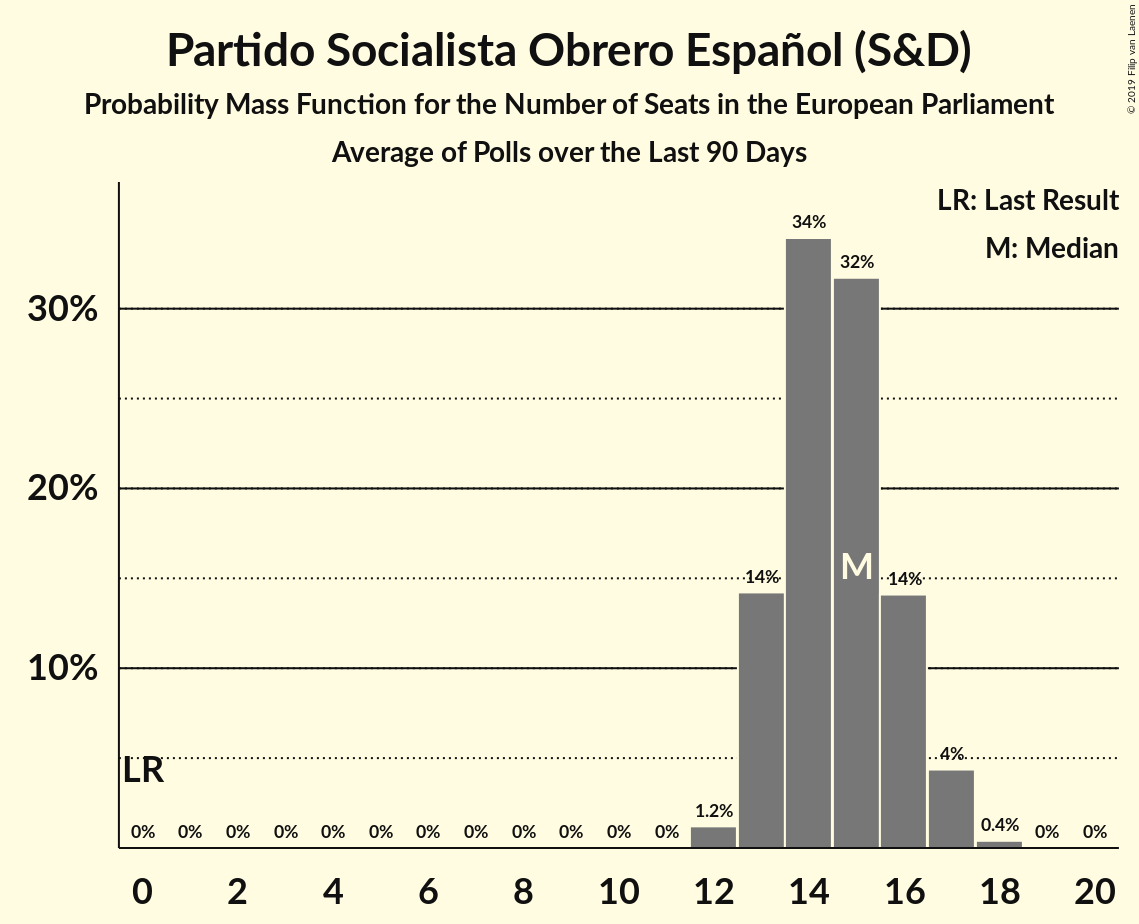 Partido Socialista Obrero Español (S&D)
Probability Mass Function for the Number of Seats in the European Parliament
Average of Polls over the Last 90 Days
© 2019 Filip van Laenen
LR: Last Result
M: Median
34%
32%
30%
20%
14%
M
14%
10%
LR
4%
0% 0% 0% 0% 0% 0% 0% 0% 0% 0% 0% 0% 1.2% 0.4% 0% 0%
0 2 4 6 8 10 12 14 16 18 20